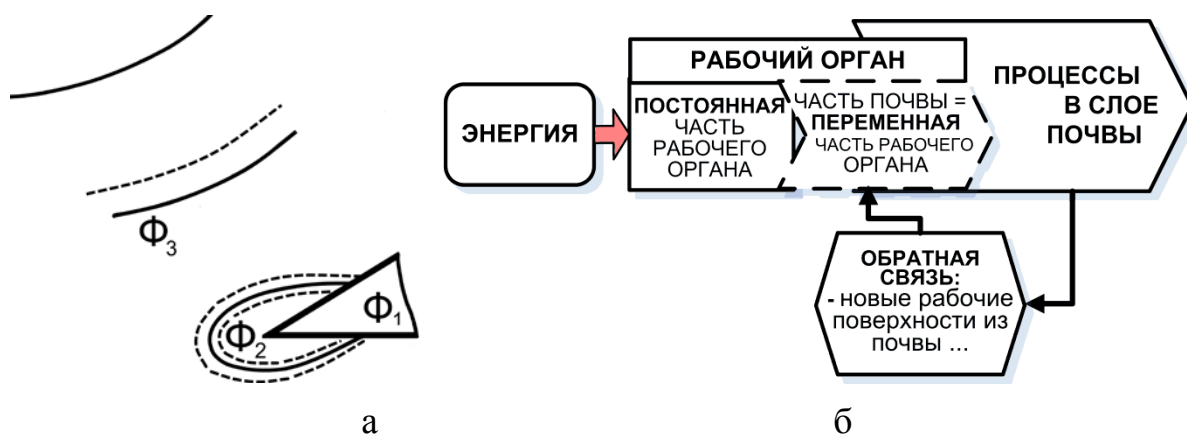 Ф3
Ф2
Ф1
а
ЭНЕРГИЯ
РАБОЧИЙ ОРГАН
ПОСТОЯННАЯ
ЧАСТЬ
РАБОЧЕГО
ОРГАНА
ЧАСТЬ ПОЧВЫ =
ПЕРЕМЕННАЯ
ЧАСТЬ РАБОЧЕГО
ОРГАНА
ПРОЦЕССЫ
В СЛОЕ
ПОЧВЫ
ОБРАТНАЯ
СВЯЗЬ:
- новые рабочие
поверхности из
почвы ...
б